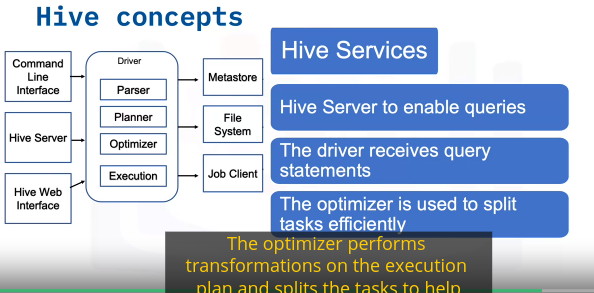 Hive concepts
Command
Line
Interface
Hive Server
Hive Web
Interface
Driver
Parser
Planner
Optimizer
Execution
Metastore
File
System
Job Client
Hive Services
Hive Server to enable queries
The driver receives query
statements
The optimizer is used to split
tasks efficiently
The optimizer performs
transformations on the execution
plan and splits the tasks to help